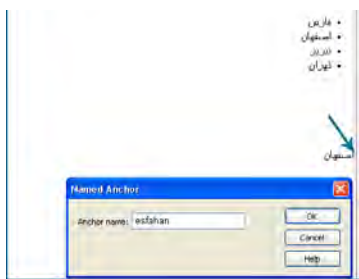 • فارس
• اصفهان
• تبریز
• تهران
اصفهان
Named Anchor
Anchor name: esfahan
OK
Cancel
Help